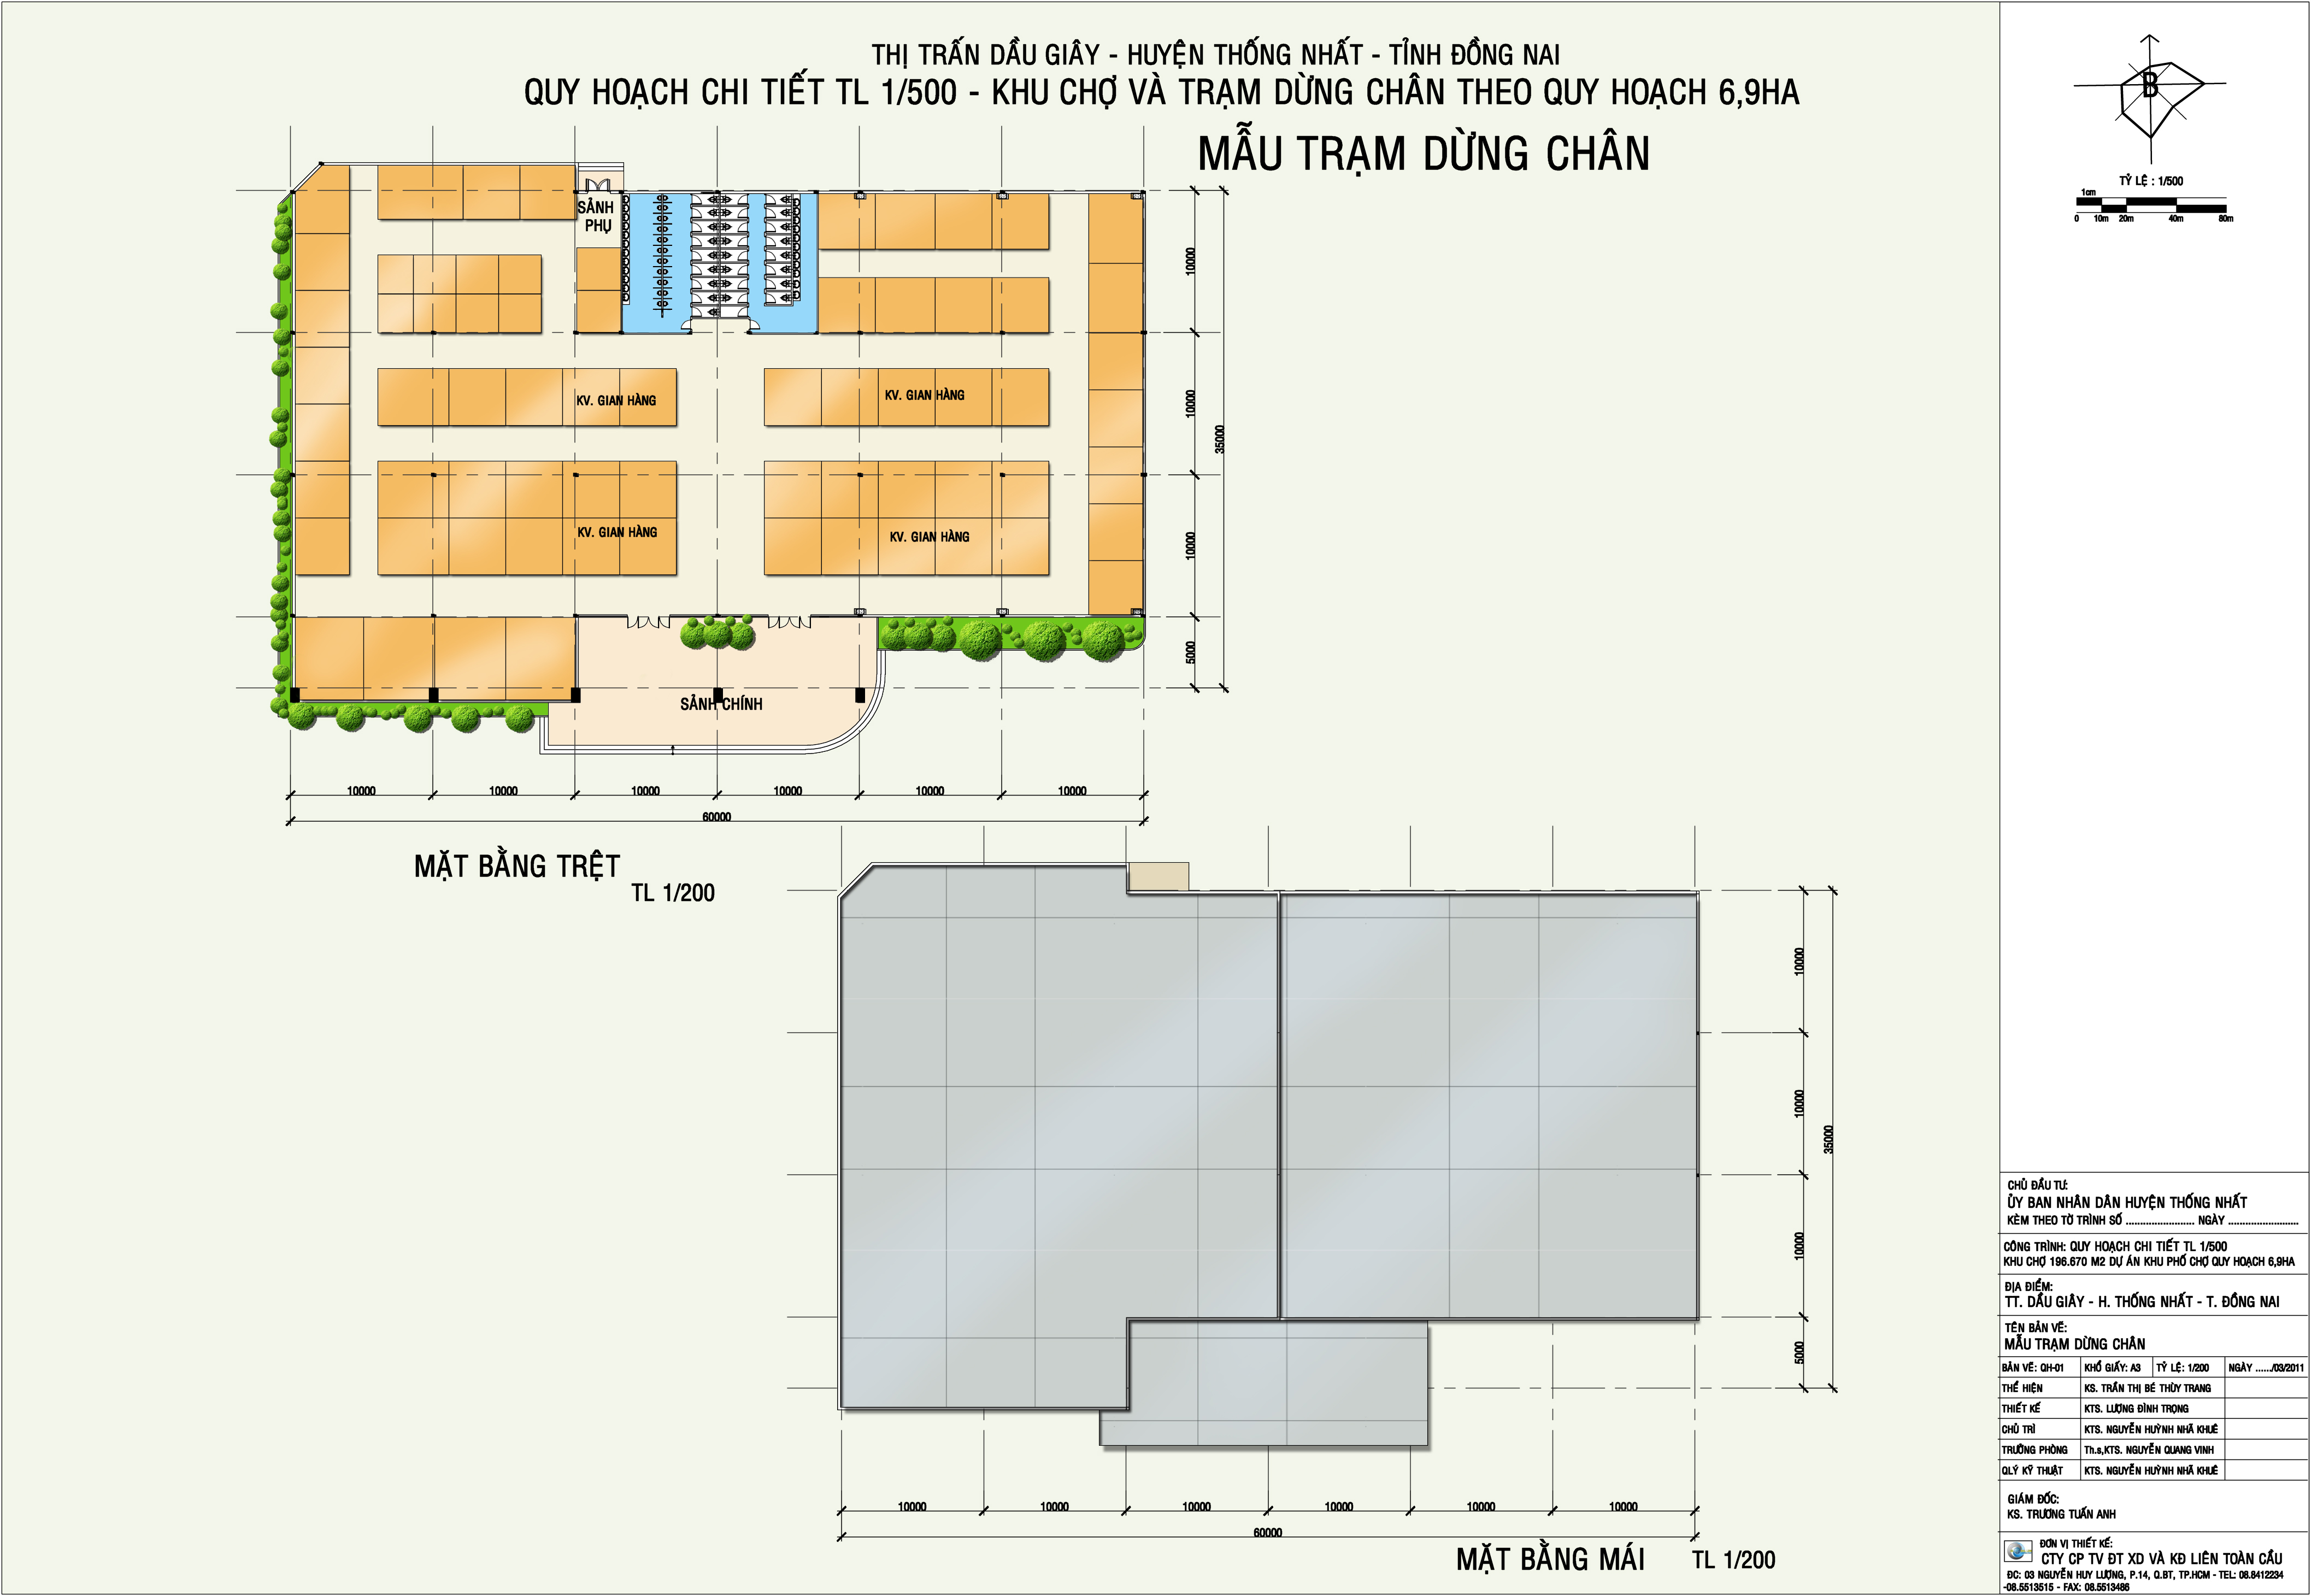 THỊ TRẤN DẦU GIÂY - HUYỆN THỐNG NHẤT - TỈNH ĐỒNG NAI
QUY HOẠCH CHI TIẾT TL 1/500 - KHU CHỢ VÀ TRẠM DỪNG CHÂN THEO QUY HOẠCH 6,9HA
MẪU TRẠM DỪNG CHÂN
B
TỶ LỆ : 1/500
1cm
0 10m 20m 40m 80m
SẢNH
PHỤ
KV. GIAN HÀNG
KV. GIAN HÀNG
KV. GIAN HÀNG
KV. GIAN HÀNG
SẢNH CHÍNH
10000
10000
10000
5000
35000
10000 10000 10000 10000 10000 10000
60000
MẶT BẰNG TRỆT
TL 1/200
10000
10000
10000
5000
35000
10000 10000 10000 10000 10000 10000
60000
MẶT BẰNG MÁI TL 1/200
CHỦ ĐẦU TƯ:
ỦY BAN NHÂN DÂN HUYỆN THỐNG NHẤT
KÈM THEO TỜ TRÌNH SỐ ........................ NGÀY .........................
CÔNG TRÌNH: QUY HOẠCH CHI TIẾT TL 1/500
KHU CHỢ 196.670 M2 DỰ ÁN KHU PHỐ CHỢ QUY HOẠCH 6,9HA
ĐỊA ĐIỂM:
TT. DẦU GIÂY - H. THỐNG NHẤT - T. ĐỒNG NAI
TÊN BẢN VẼ:
MẪU TRẠM DỪNG CHÂN
BẢN VẼ: QH-01 KHỔ GIẤY: A3 TỶ LỆ: 1/200 NGÀY ....../03/2011
THỂ HIỆN KS. TRẦN THỊ BÉ THÙY TRANG
THIẾT KẾ KTS. LƯỢNG ĐÌNH TRỌNG
CHỦ TRÌ KTS. NGUYỄN HUỲNH NHÃ KHUÊ
TRƯỞNG PHÒNG Th.s,KTS. NGUYỄN QUANG VINH
QLÝ KỸ THUẬT KTS. NGUYỄN HUỲNH NHÃ KHUÊ
GIÁM ĐỐC:
KS. TRƯƠNG TUẤN ANH
ĐƠN VỊ THIẾT KẾ:
CTY CP TV ĐT XD VÀ KĐ LIÊN TOÀN CẦU
ĐC: 03 NGUYỄN HUY LƯỢNG, P.14, Q.BT, TP.HCM - TEL: 08.8412234
-08.5513515 - FAX: 08.5513486